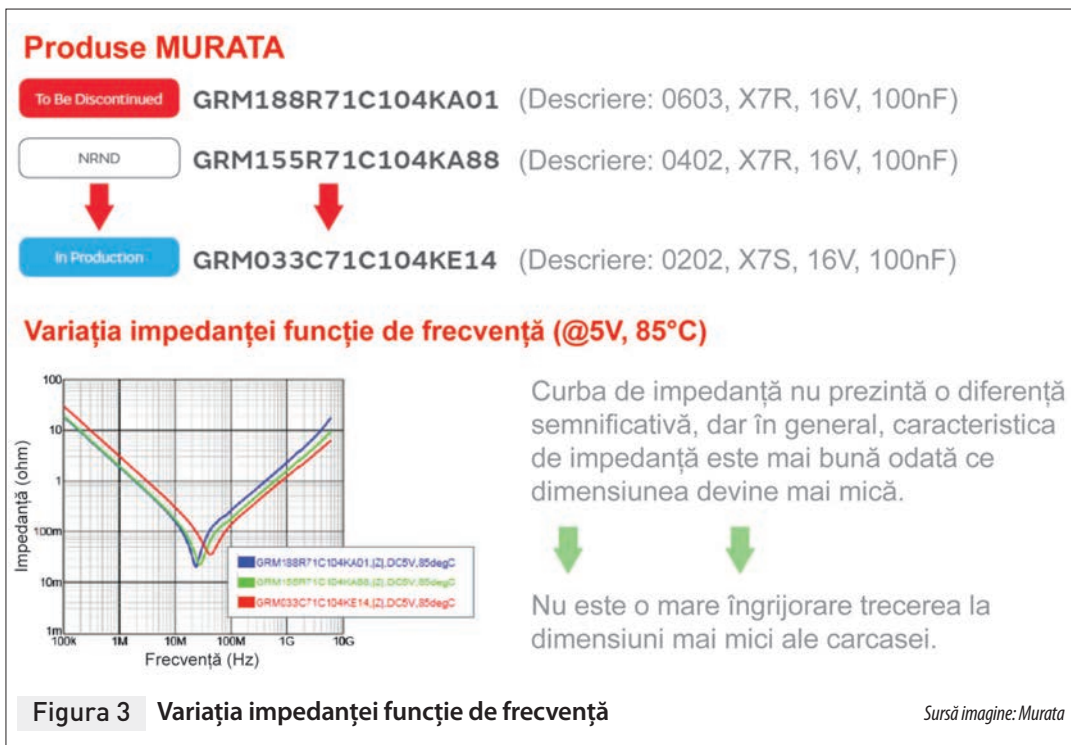 Produse MURATA
To Be Discontinued GRM188R71C104KA01 (Descriere: 0603, X7R, 16V, 100nF)
NRND GRM155R71C104KA88 (Descriere: 0402, X7R, 16V, 100nF)
In Production GRM033C71C104KE14 (Descriere: 0202, X7S, 16V, 100nF)
Variația impedanței funcție de frecvență (@5V, 85°C)
Impedanță (ohm)
100
10
1
100m
10m
1m
100k 1M 10M 100M 1G 10G
Frecvență (Hz)
GRM188R71C104KA01,(Z),DC5V,85degC
GRM155R71C104KA88,(Z),DC5V,85degC
GRM033C71C104KE14,(Z),DC5V,85degC
Curba de impedanță nu prezintă o diferență
semnificativă, dar în general, caracteristica
de impedanță este mai bună odată ce
dimensiunea devine mai mică.
Nu este o mare îngrijorare trecerea la
dimensiuni mai mici ale carcasei.
Figura 3 Variația impedanței funcție de frecvență
Sursă imagine: Murata